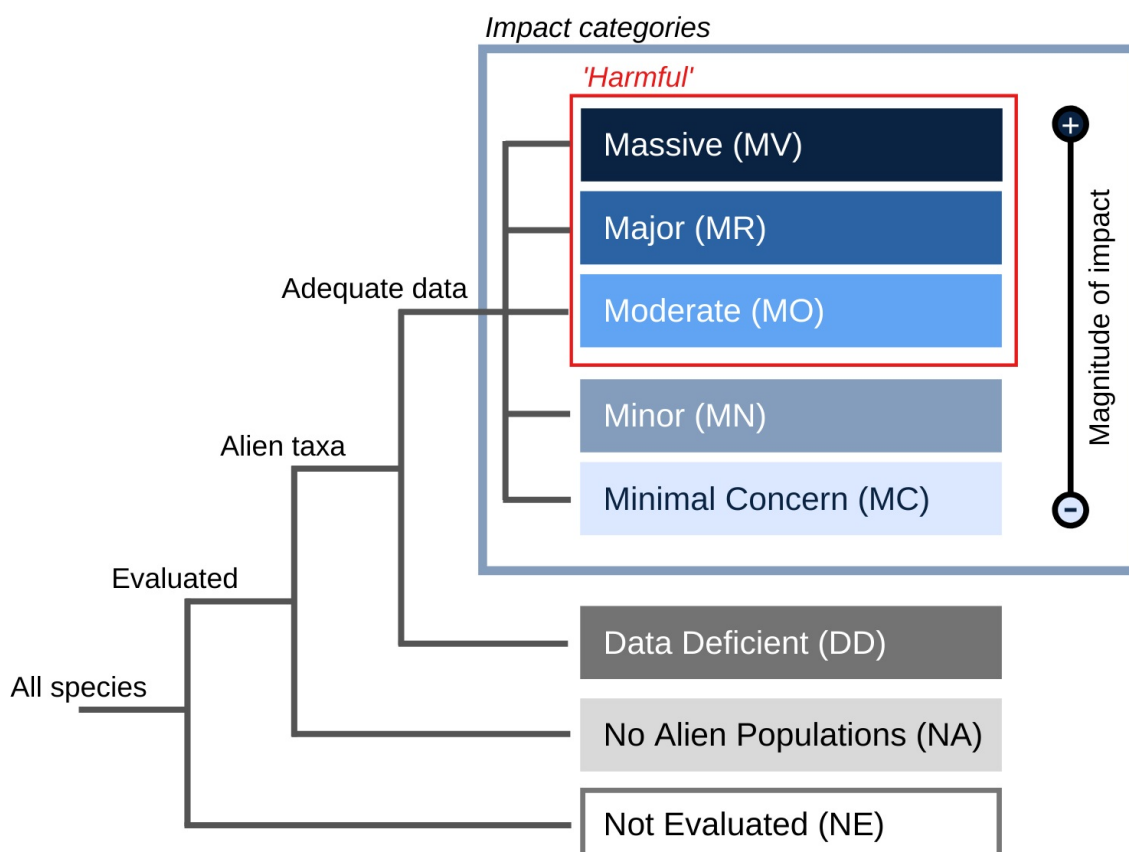 Impact categories
'Harmful'
Massive (MV)
+
Major (MR)
Adequate data
Moderate (MO)
Magnitude of impact
Minor (MN)
Alien taxa
Minimal Concern (MC)
-
Evaluated
Data Deficient (DD)
All species
No Alien Populations (NA)
Not Evaluated (NE)